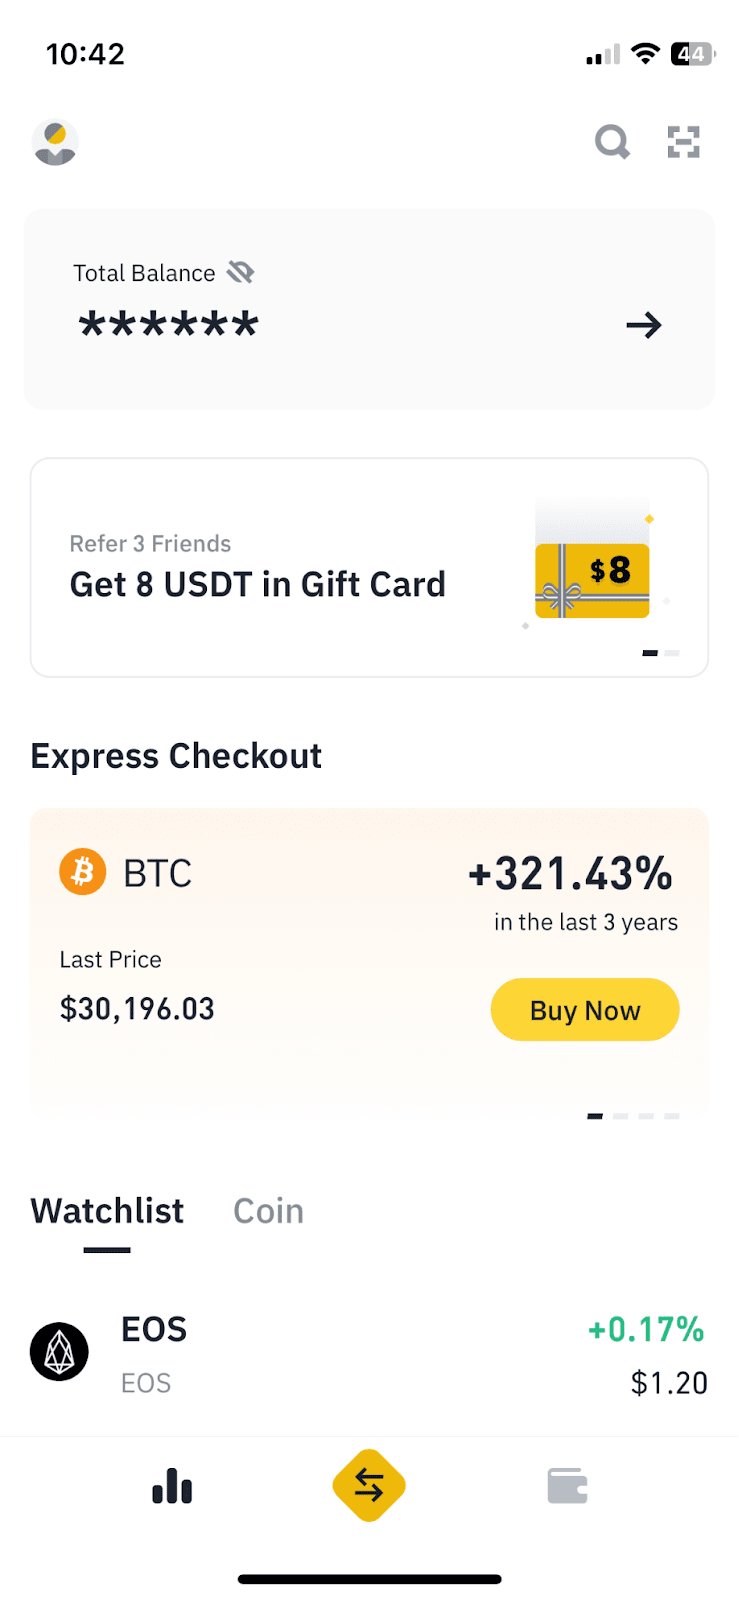 10:42
44
Total Balance
******
Refer 3 Friends
Get 8 USDT in Gift Card
$8
Express Checkout
BTC
+321.43%
in the last 3 years
Last Price
$30,196.03
Buy Now
Watchlist Coin
EOS
+0.17%
EOS
$1.20